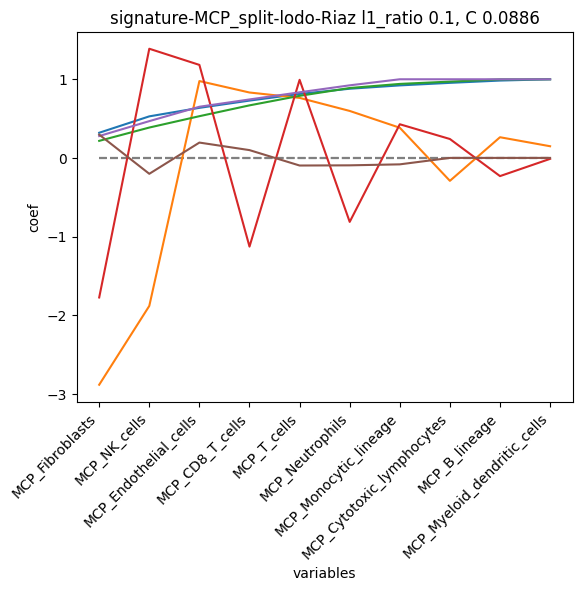 signature-MCP_split-lodo-Riaz l1_ratio 0.1, C 0.0886
1
0
−1
−2
−3
coef
MCP_Fibroblasts
MCP_NK_cells
MCP_Endothelial_cells
MCP_CD8_T_cells
MCP_T_cells
MCP_Neutrophils
MCP_Monocytic_lineage
MCP_Cytotoxic_lymphocytes
MCP_B_lineage
MCP_Myeloid_dendritic_cells
variables